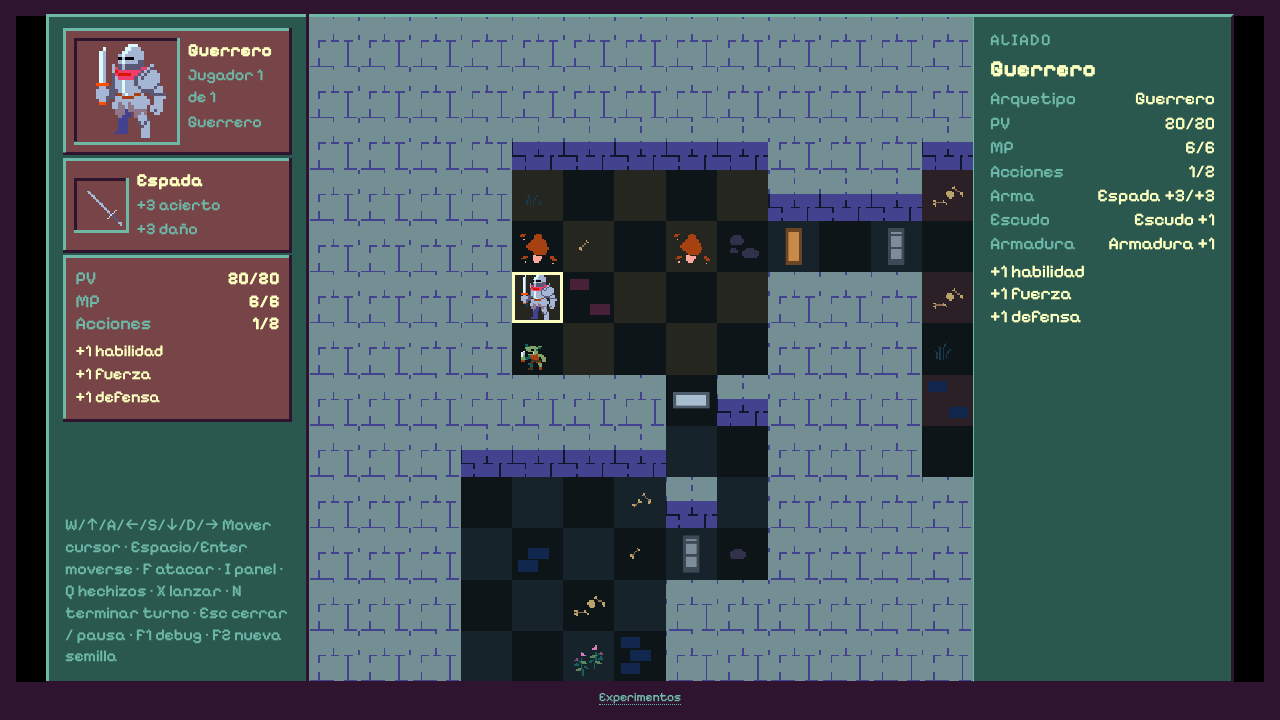 Guerrero
Jugador 1
de 1
Guerrero
Espada
+3 acierto
+3 daño
PV 20/20
MP 6/6
Acciones 1/2
+1 habilidad
+1 fuerza
+1 defensa
W/↑/A/←/S/↓/D/→ Mover
cursor · Espacio/Enter
moverse · F atacar · I panel ·
Q hechizos · X lanzar · N
terminar turno · Esc cerrar
/ pausa · F1 debug · F2 nueva
semilla
ALIADO
Guerrero
Arquetipo Guerrero
PV 20/20
MP 6/6
Acciones 1/2
Arma Espada +3/+3
Escudo Escudo +1
Armadura Armadura +1
+1 habilidad
+1 fuerza
+1 defensa
Experimentos